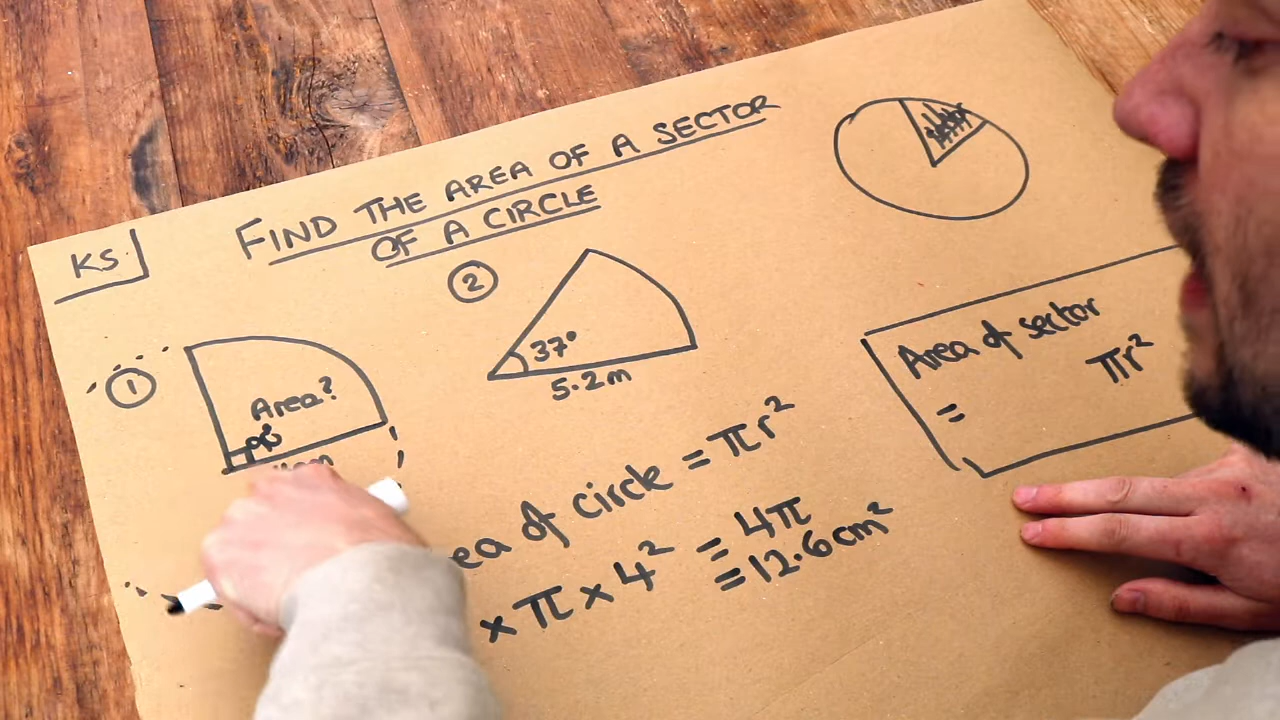 FIND THE AREA OF A SECTOR
OF A CIRCLE
KS
sector
①
Area?
②
37°
5.2m
Area of sector
= πr²
ea of circle = πr²
× π × 4² = 4π
= 12.6cm²